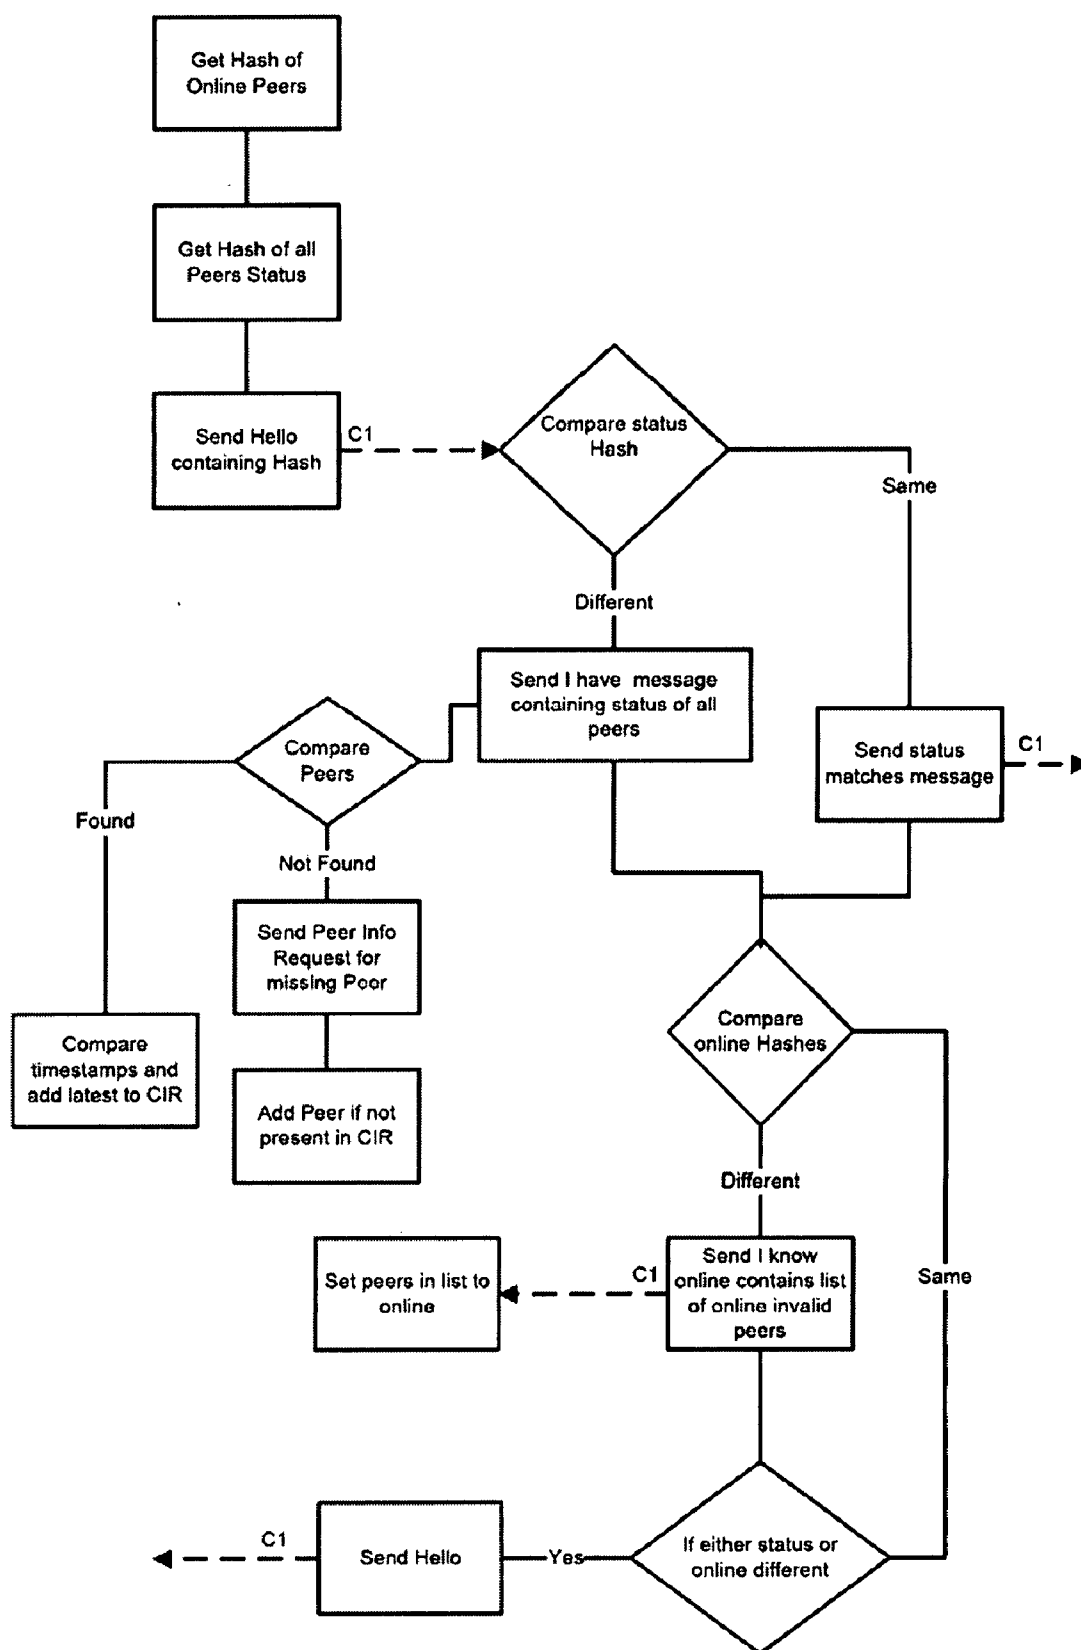 Get Hash of
Online Peers
Get Hash of all
Peers Status
Send Hello
containing Hash
C1
Compare status
Hash
Same
Different
Send I have message
containing status of all
peers
Compare
Peers
Send status
matches message
C1
Found
Not Found
Send Peer Info
Request for
missing Peer
Compare
timestamps and
add latest to CIR
Compare
online Hashes
Add Peer if not
present in CIR
Different
Set peers in list to
online
C1
Send I know
online contains list
of online invalid
peers
Same
C1
Send Hello
Yes
If either status or
online different